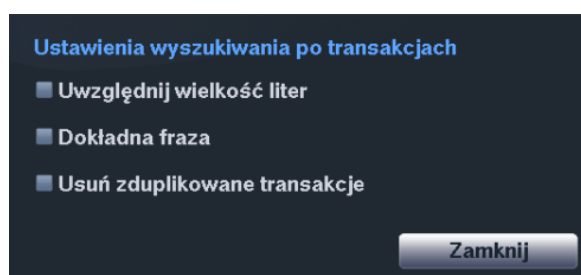 Ustawienia wyszukiwania po transakcjach
Uwzględnij wielkość liter
Dokładna fraza
Usuń zduplikowane transakcje
Zamknij